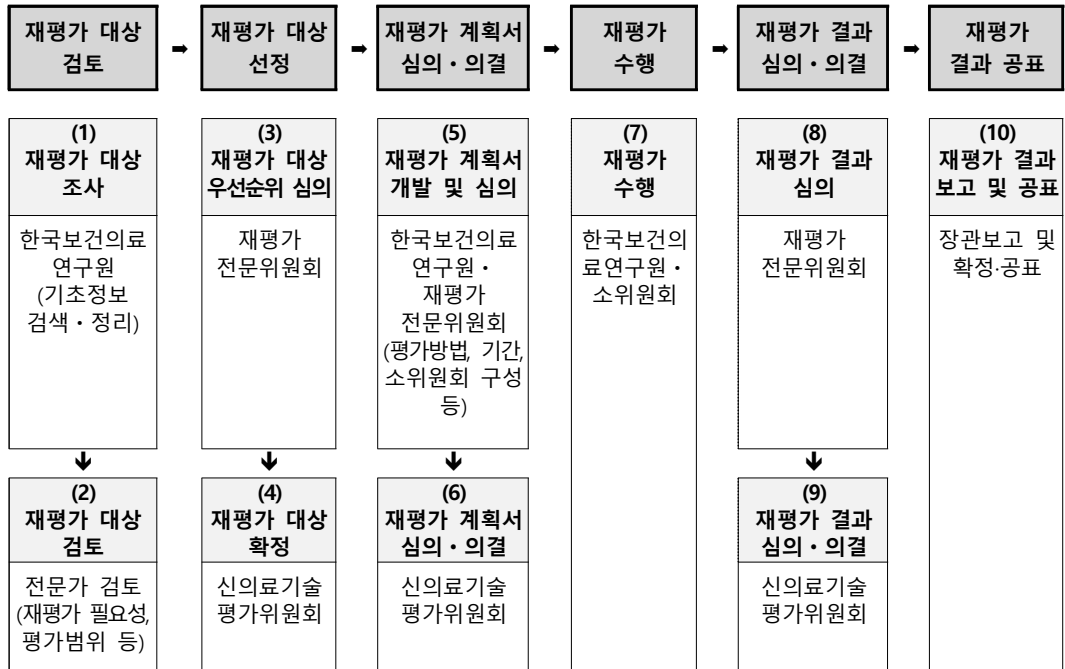 재평가 대상
검토
➡
재평가 대상
선정
➡
재평가 계획서
심의・의결
➡
재평가
수행
➡
재평가 결과
심의・의결
➡
재평가
결과 공표
(1)
재평가 대상
조사
한국보건의료
연구원
(기초정보
검색・정리)
🡻
(2)
재평가 대상
검토
전문가 검토
(재평가 필요성,
평가범위 등)
(3)
재평가 대상
우선순위 심의
재평가
전문위원회
🡻
(4)
재평가 대상
확정
신의료기술
평가위원회
(5)
재평가 계획서
개발 및 심의
한국보건의료
연구원・
재평가
전문위원회
(평가방법, 기간,
소위원회 구성
등)
🡻
(6)
재평가 계획서
심의・의결
신의료기술
평가위원회
(7)
재평가
수행
한국보건의
료연구원・
소위원회
(8)
재평가 결과
심의
재평가
전문위원회
🡻
(9)
재평가 결과
심의・의결
신의료기술
평가위원회
(10)
재평가 결과
보고 및 공표
장관보고 및
확정·공표